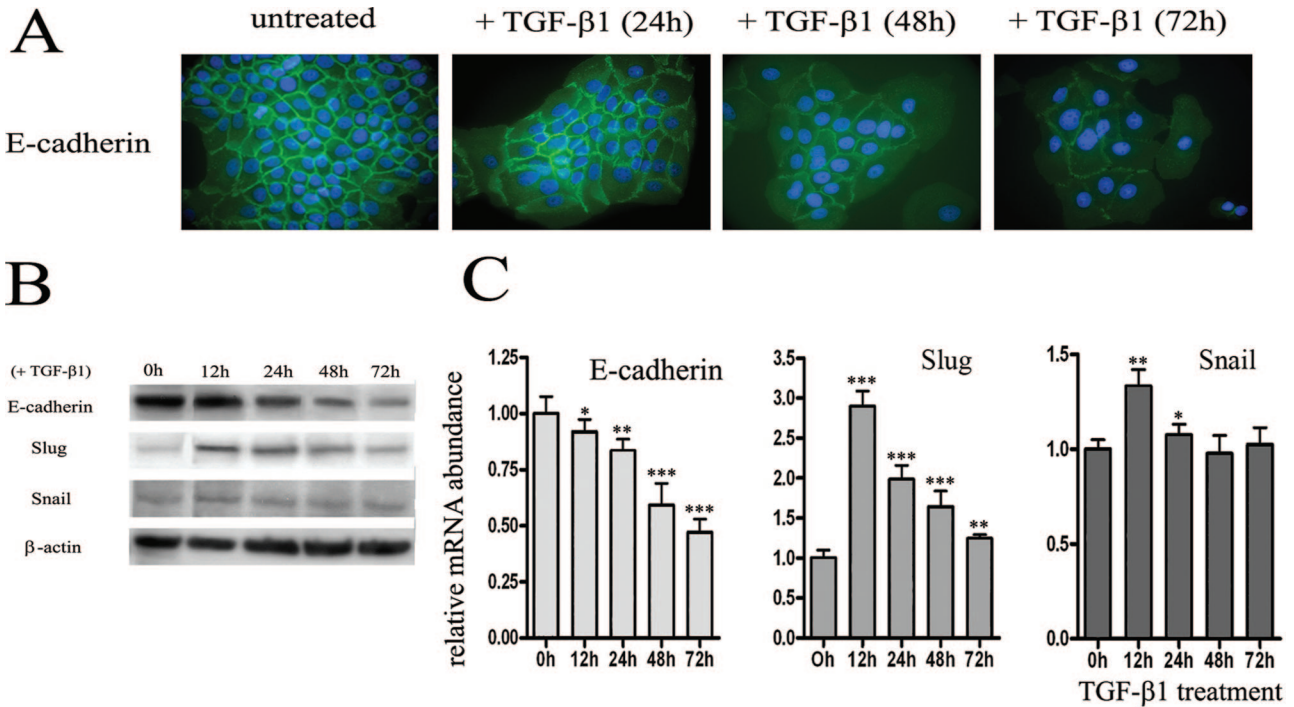 A
untreated
+ TGF-β1 (24h)
+ TGF-β1 (48h)
+ TGF-β1 (72h)
E-cadherin
B
(+ TGF-β1)
0h
12h
24h
48h
72h
E-cadherin
Slug
Snail
β-actin
C
relative mRNA abundance
E-cadherin
1.25
1.00
0.75
0.50
0.25
0.00
*
**
***
***
0h
12h
24h
48h
72h
Slug
3.5
3.0
2.5
2.0
1.5
1.0
0.5
0.0
***
***
***
**
Oh
12h
24h
48h
72h
Snail
1.5
1.0
0.5
0.0
**
*
0h
12h
24h
48h
72h
TGF-β1 treatment